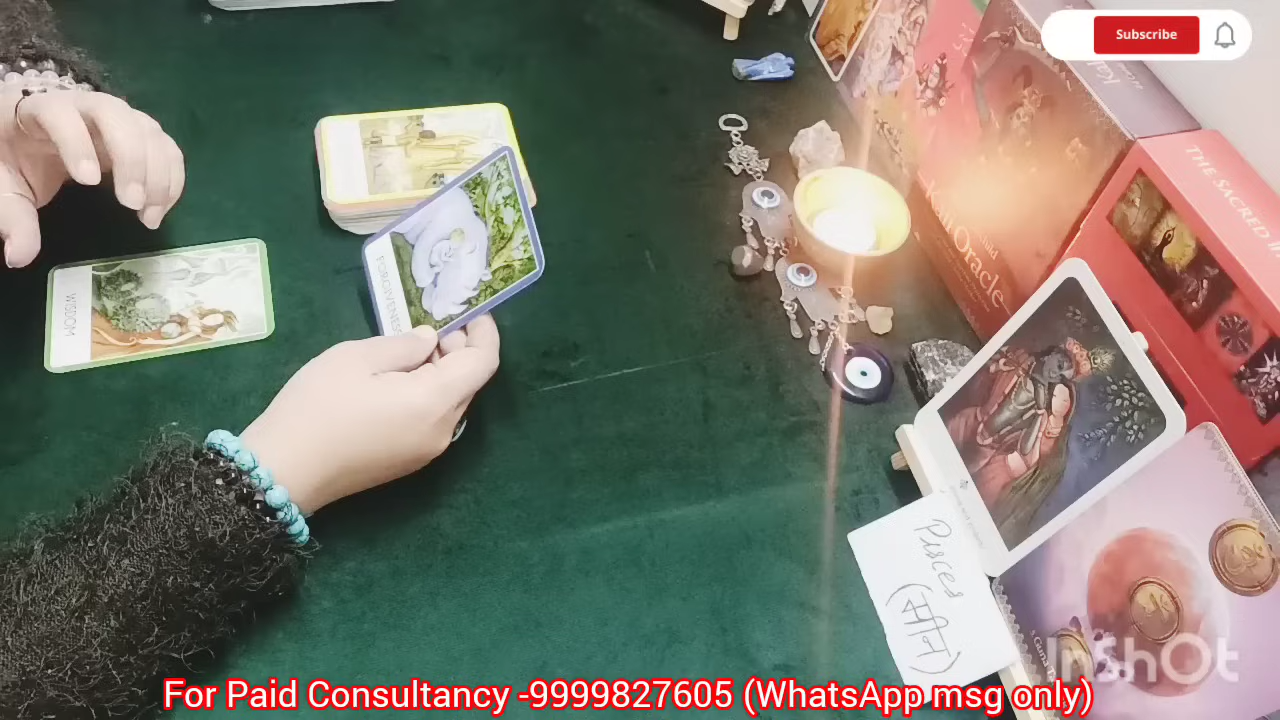 Subscribe
WISDOM
FORGIVENESS
Kali Oracle
THE SACRED
Pisces
(मीन)
InShOt
For Paid Consultancy -9999827605 (WhatsApp msg only)